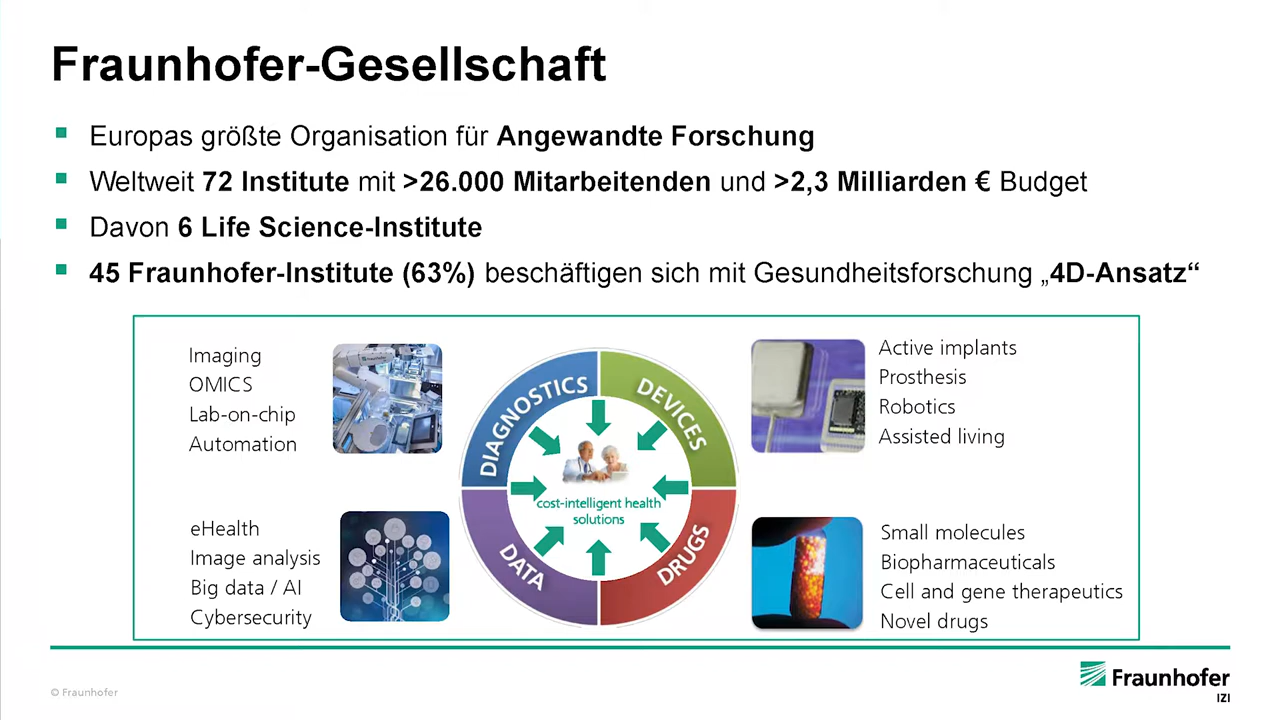 Fraunhofer-Gesellschaft
Europas größte Organisation für Angewandte Forschung
Weltweit 72 Institute mit >26.000 Mitarbeitenden und >2,3 Milliarden € Budget
Davon 6 Life Science-Institute
45 Fraunhofer-Institute (63%) beschäftigen sich mit Gesundheitsforschung „4D-Ansatz“
Imaging
OMICS
Lab-on-chip
Automation
DIAGNOSTICS
DEVICES
Active implants
Prosthesis
Robotics
Assisted living
cost-intelligent health
solutions
eHealth
Image analysis
Big data / AI
Cybersecurity
DATA
DRUGS
Small molecules
Biopharmaceuticals
Cell and gene therapeutics
Novel drugs
© Fraunhofer
Fraunhofer
IZI